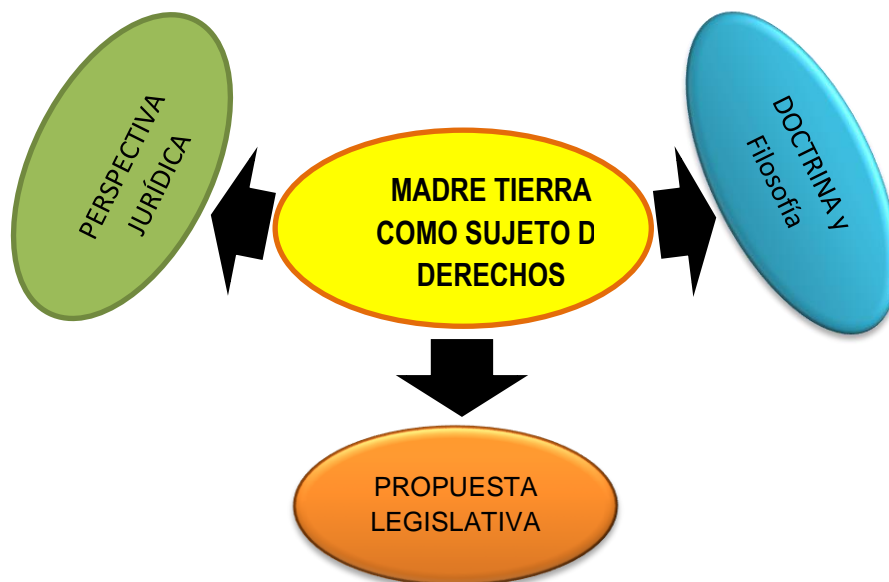 PERSPECTIVA
JURÍDICA
MADRE TIERRA
COMO SUJETO D
DERECHOS
DOCTRINA y
Filosofía
PROPUESTA
LEGISLATIVA